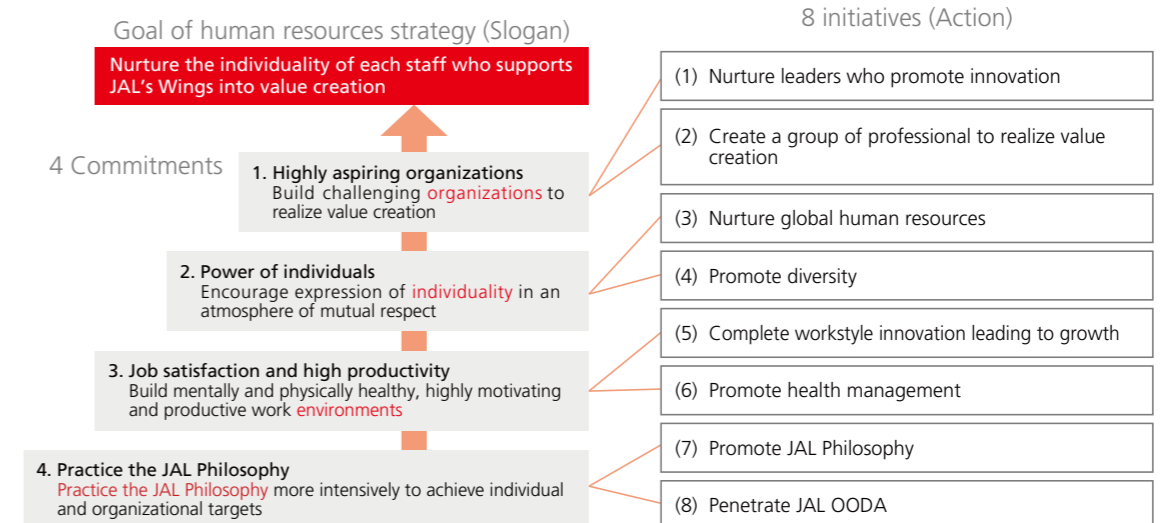 Goal of human resources strategy (Slogan)
Nurture the individuality of each staff who supports
JAL's Wings into value creation
4 Commitments
1. Highly aspiring organizations
Build challenging organizations to
realize value creation
2. Power of individuals
Encourage expression of individuality in an
atmosphere of mutual respect
3. Job satisfaction and high productivity
Build mentally and physically healthy, highly motivating
and productive work environments
4. Practice the JAL Philosophy
Practice the JAL Philosophy more intensively to achieve individual
and organizational targets
8 initiatives (Action)
(1) Nurture leaders who promote innovation
(2) Create a group of professional to realize value
creation
(3) Nurture global human resources
(4) Promote diversity
(5) Complete workstyle innovation leading to growth
(6) Promote health management
(7) Promote JAL Philosophy
(8) Penetrate JAL OODA